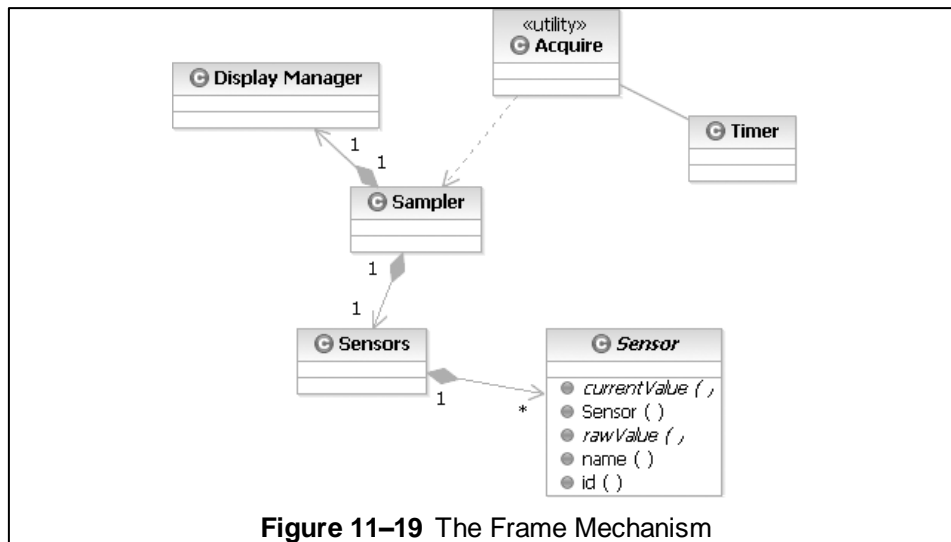 «utility»
Acquire
Display Manager
Timer
1
1
Sampler
1
1
Sensors
Sensor
1
*
currentValue ( ,
Sensor ( )
rawValue ( ,
name ( )
id ( )
Figure 11–19 The Frame Mechanism